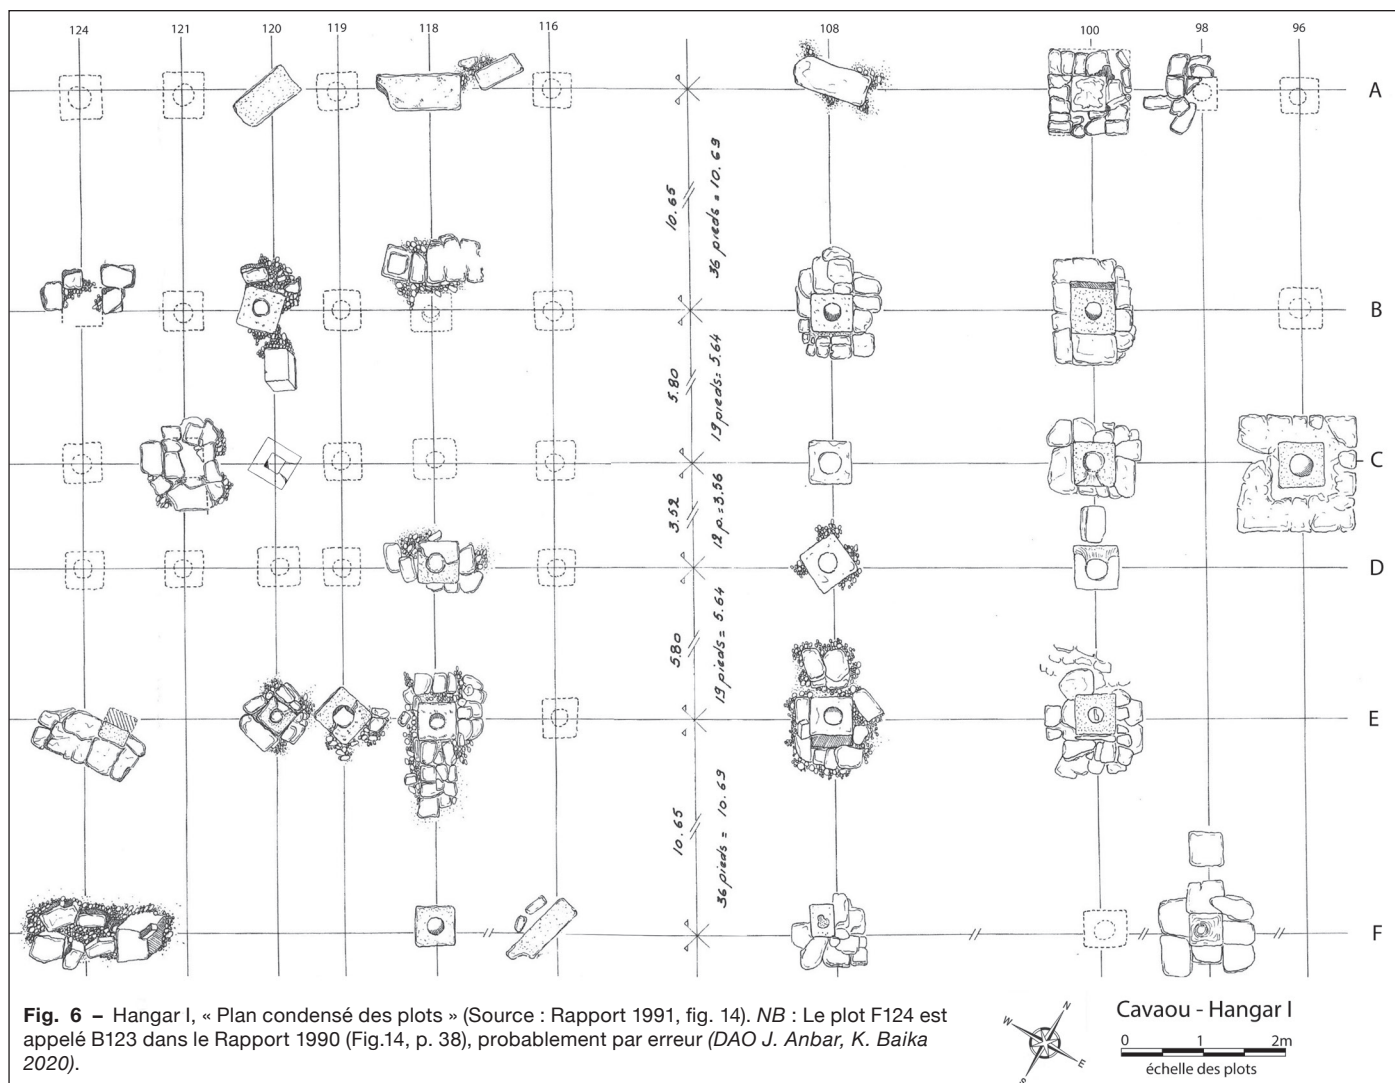 124 121 120 119 118 116 108 100 98 96
A
10.65
36 pieds = 10.69
B
5.80
19 pieds = 5.64
C
3.52
12 p. = 3.56
D
5.80
19 pieds = 5.64
E
10.65
36 pieds = 10.69
F
Fig. 6 – Hangar I, « Plan condensé des plots » (Source : Rapport 1991, fig. 14). NB : Le plot F124 est
appelé B123 dans le Rapport 1990 (Fig.14, p. 38), probablement par erreur (DAO J. Anbar, K. Baika
2020).
N
W
E
S
Cavaou - Hangar I
0 1 2m
échelle des plots